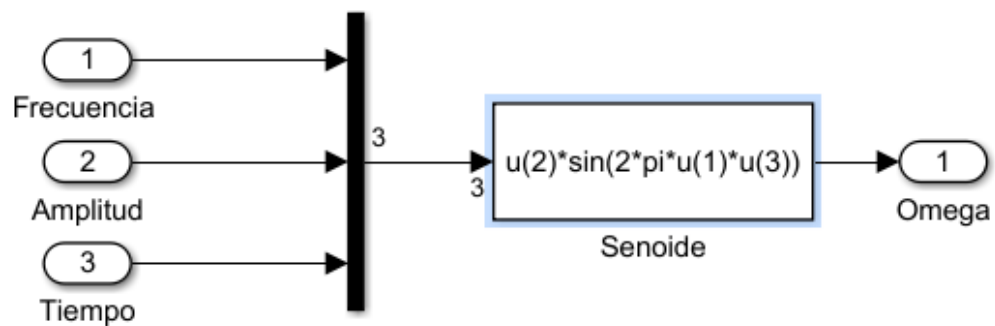 1
Frecuencia
2
Amplitud
3
Tiempo
3
3
u(2)*sin(2*pi*u(1)*u(3))
Senoide
1
Omega